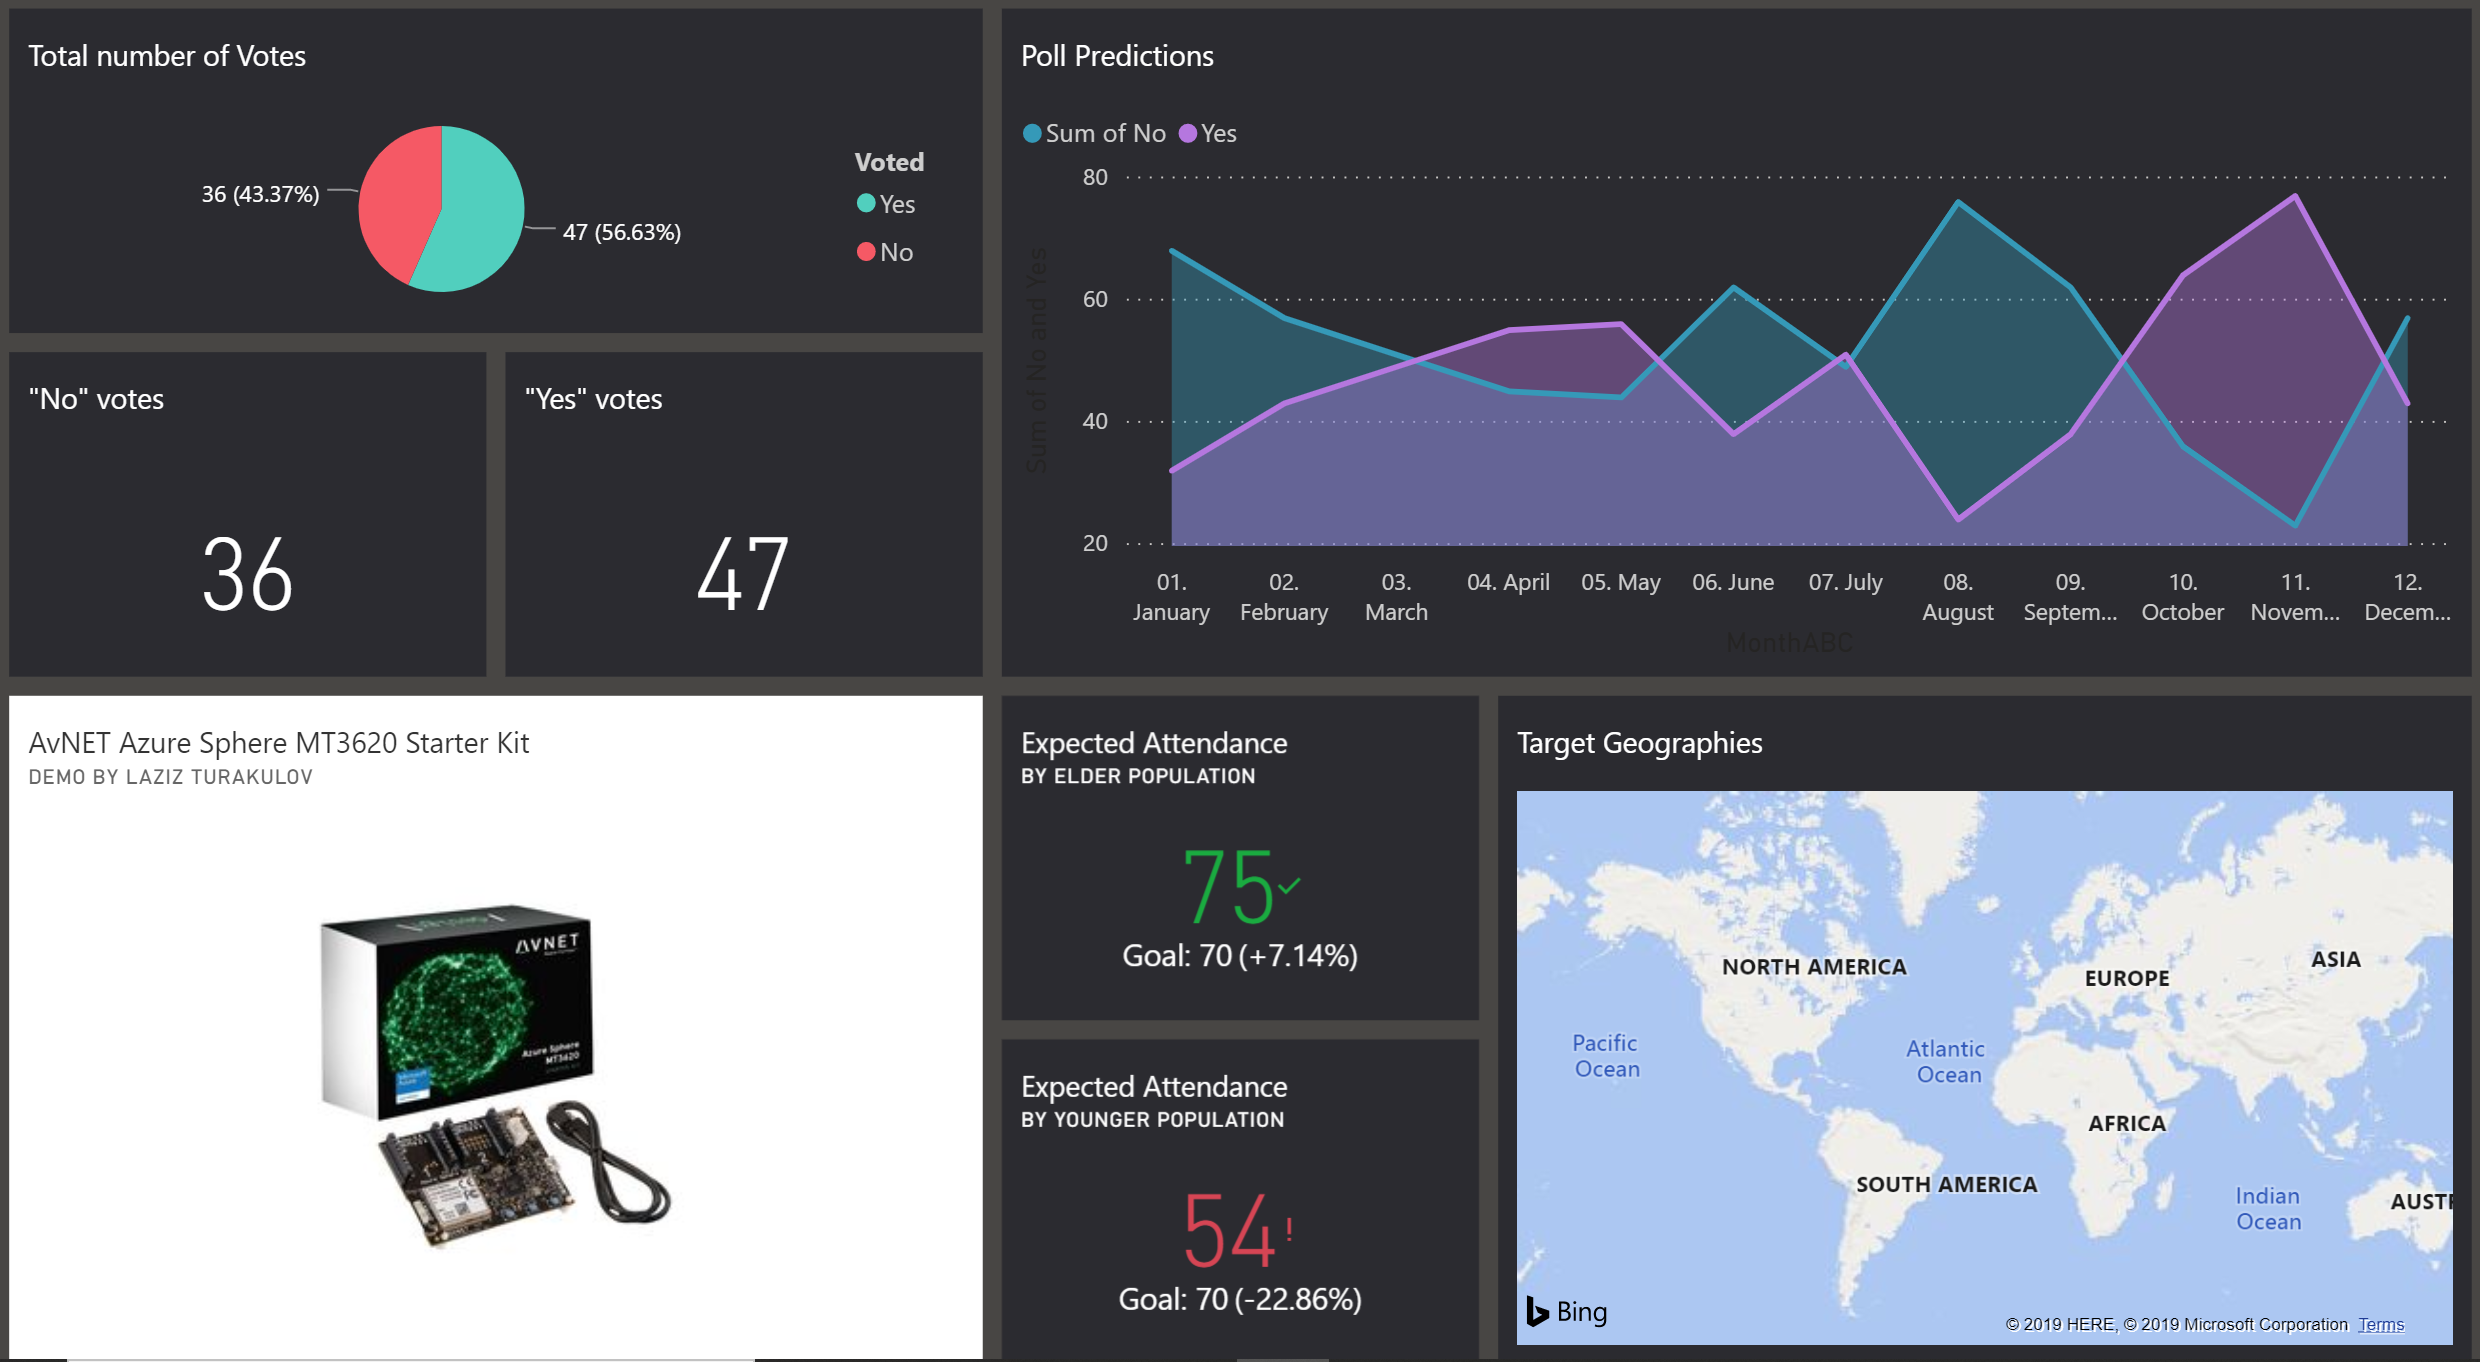 Total number of Votes
36 (43.37%)
47 (56.63%)
Voted
Yes
No
Poll Predictions
Sum of No Yes
Sum of No and Yes
80
60
40
20
01. January
02. February
03. March
04. April
05. May
06. June
07. July
08. August
09. Septem...
10. October
11. Novem...
12. Decem...
MonthABC
"No" votes
36
"Yes" votes
47
AvNET Azure Sphere MT3620 Starter Kit
DEMO BY LAZIZ TURAKULOV
AVNET
Azure Sphere
MT3620
Microsoft
Azure
Expected Attendance
BY ELDER POPULATION
75
Goal: 70 (+7.14%)
Expected Attendance
BY YOUNGER POPULATION
54!
Goal: 70 (-22.86%)
Target Geographies
NORTH AMERICA
EUROPE
ASIA
Pacific
Ocean
Atlantic
Ocean
AFRICA
SOUTH AMERICA
Indian
Ocean
AUSTR
Bing
© 2019 HERE, © 2019 Microsoft Corporation Terms